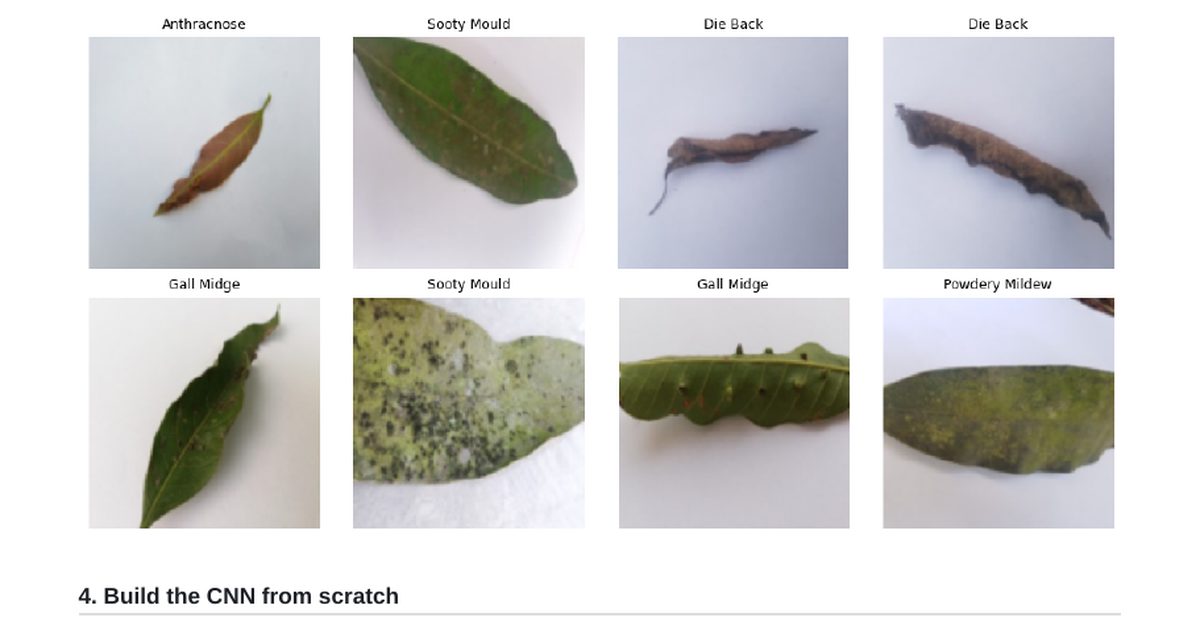 Anthracnose Sooty Mould Die Back Die Back
Gall Midge Sooty Mould Gall Midge Powdery Mildew
4. Build the CNN from scratch